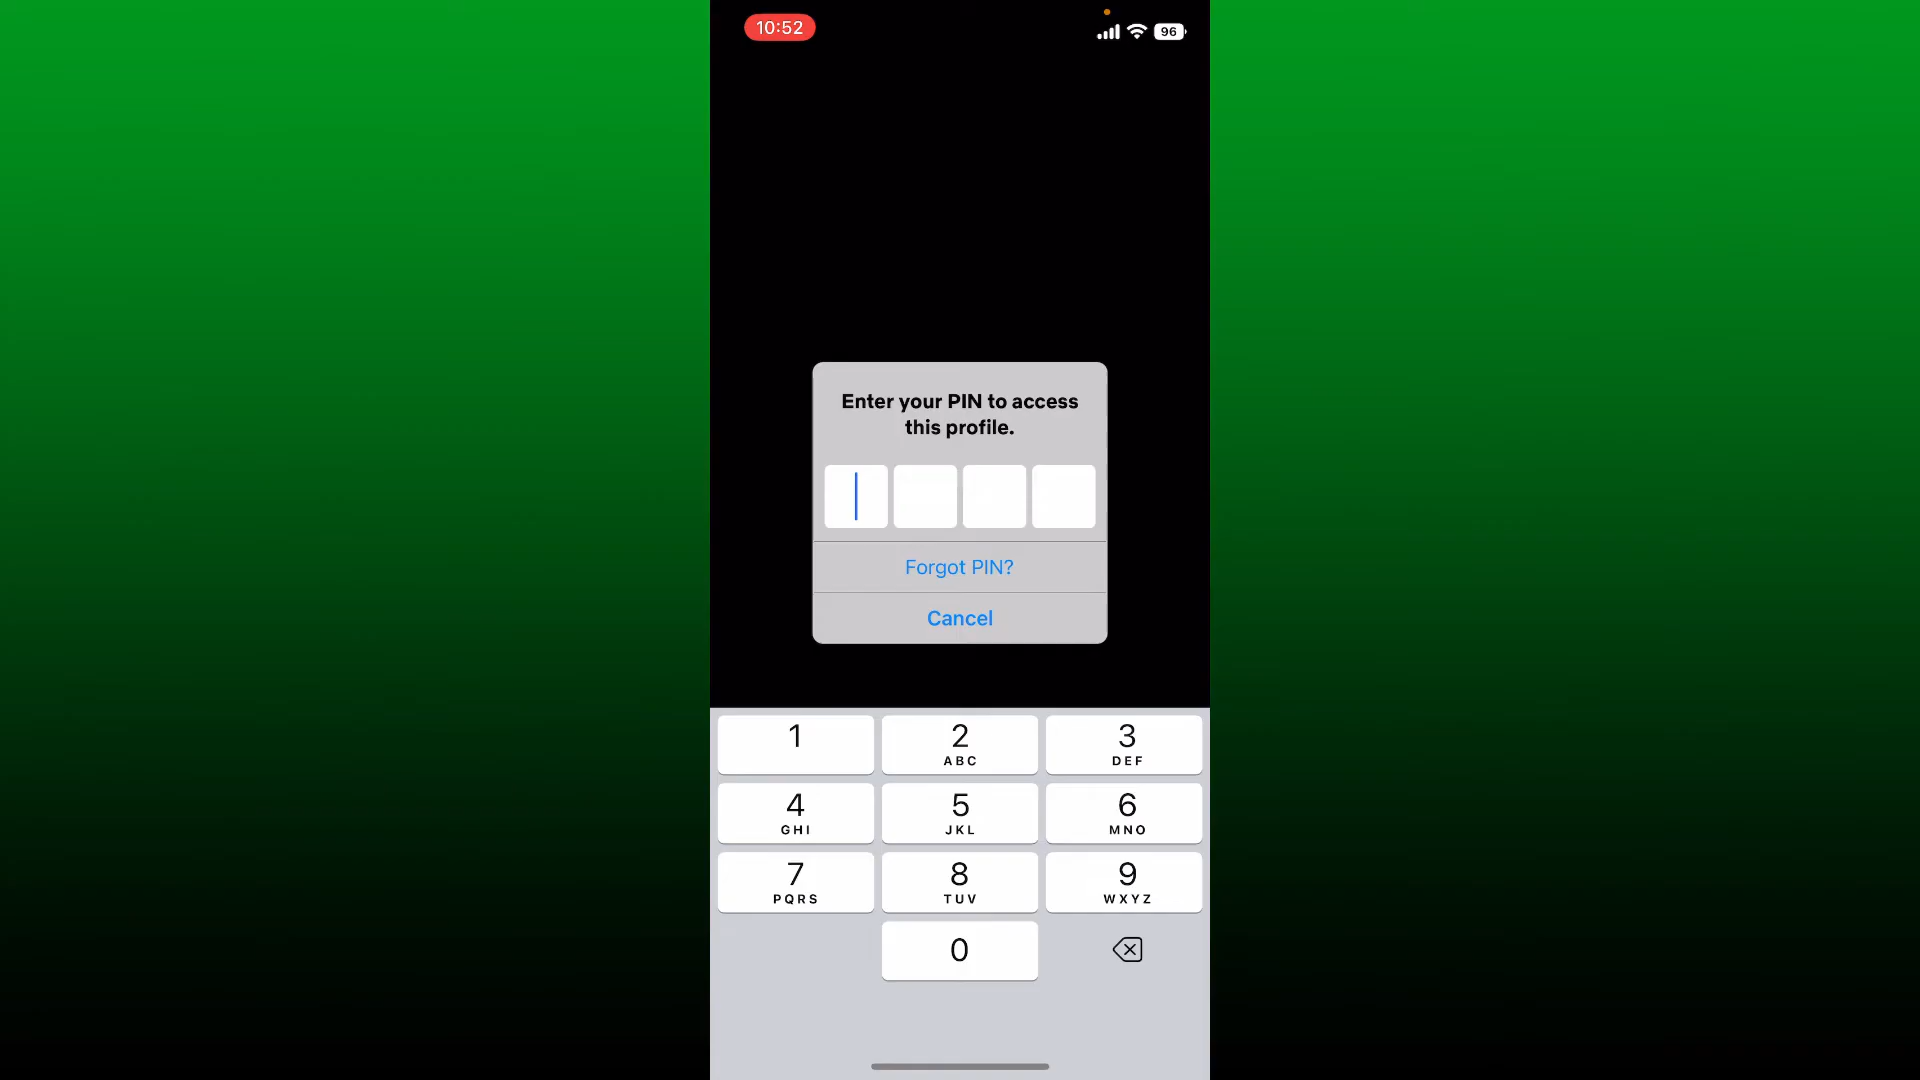 10:52
96
Enter your PIN to access
this profile.
Forgot PIN?
Cancel
1
2
ABC
3
DEF
4
GHI
5
JKL
6
MNO
7
PQRS
8
TUV
9
WXYZ
0